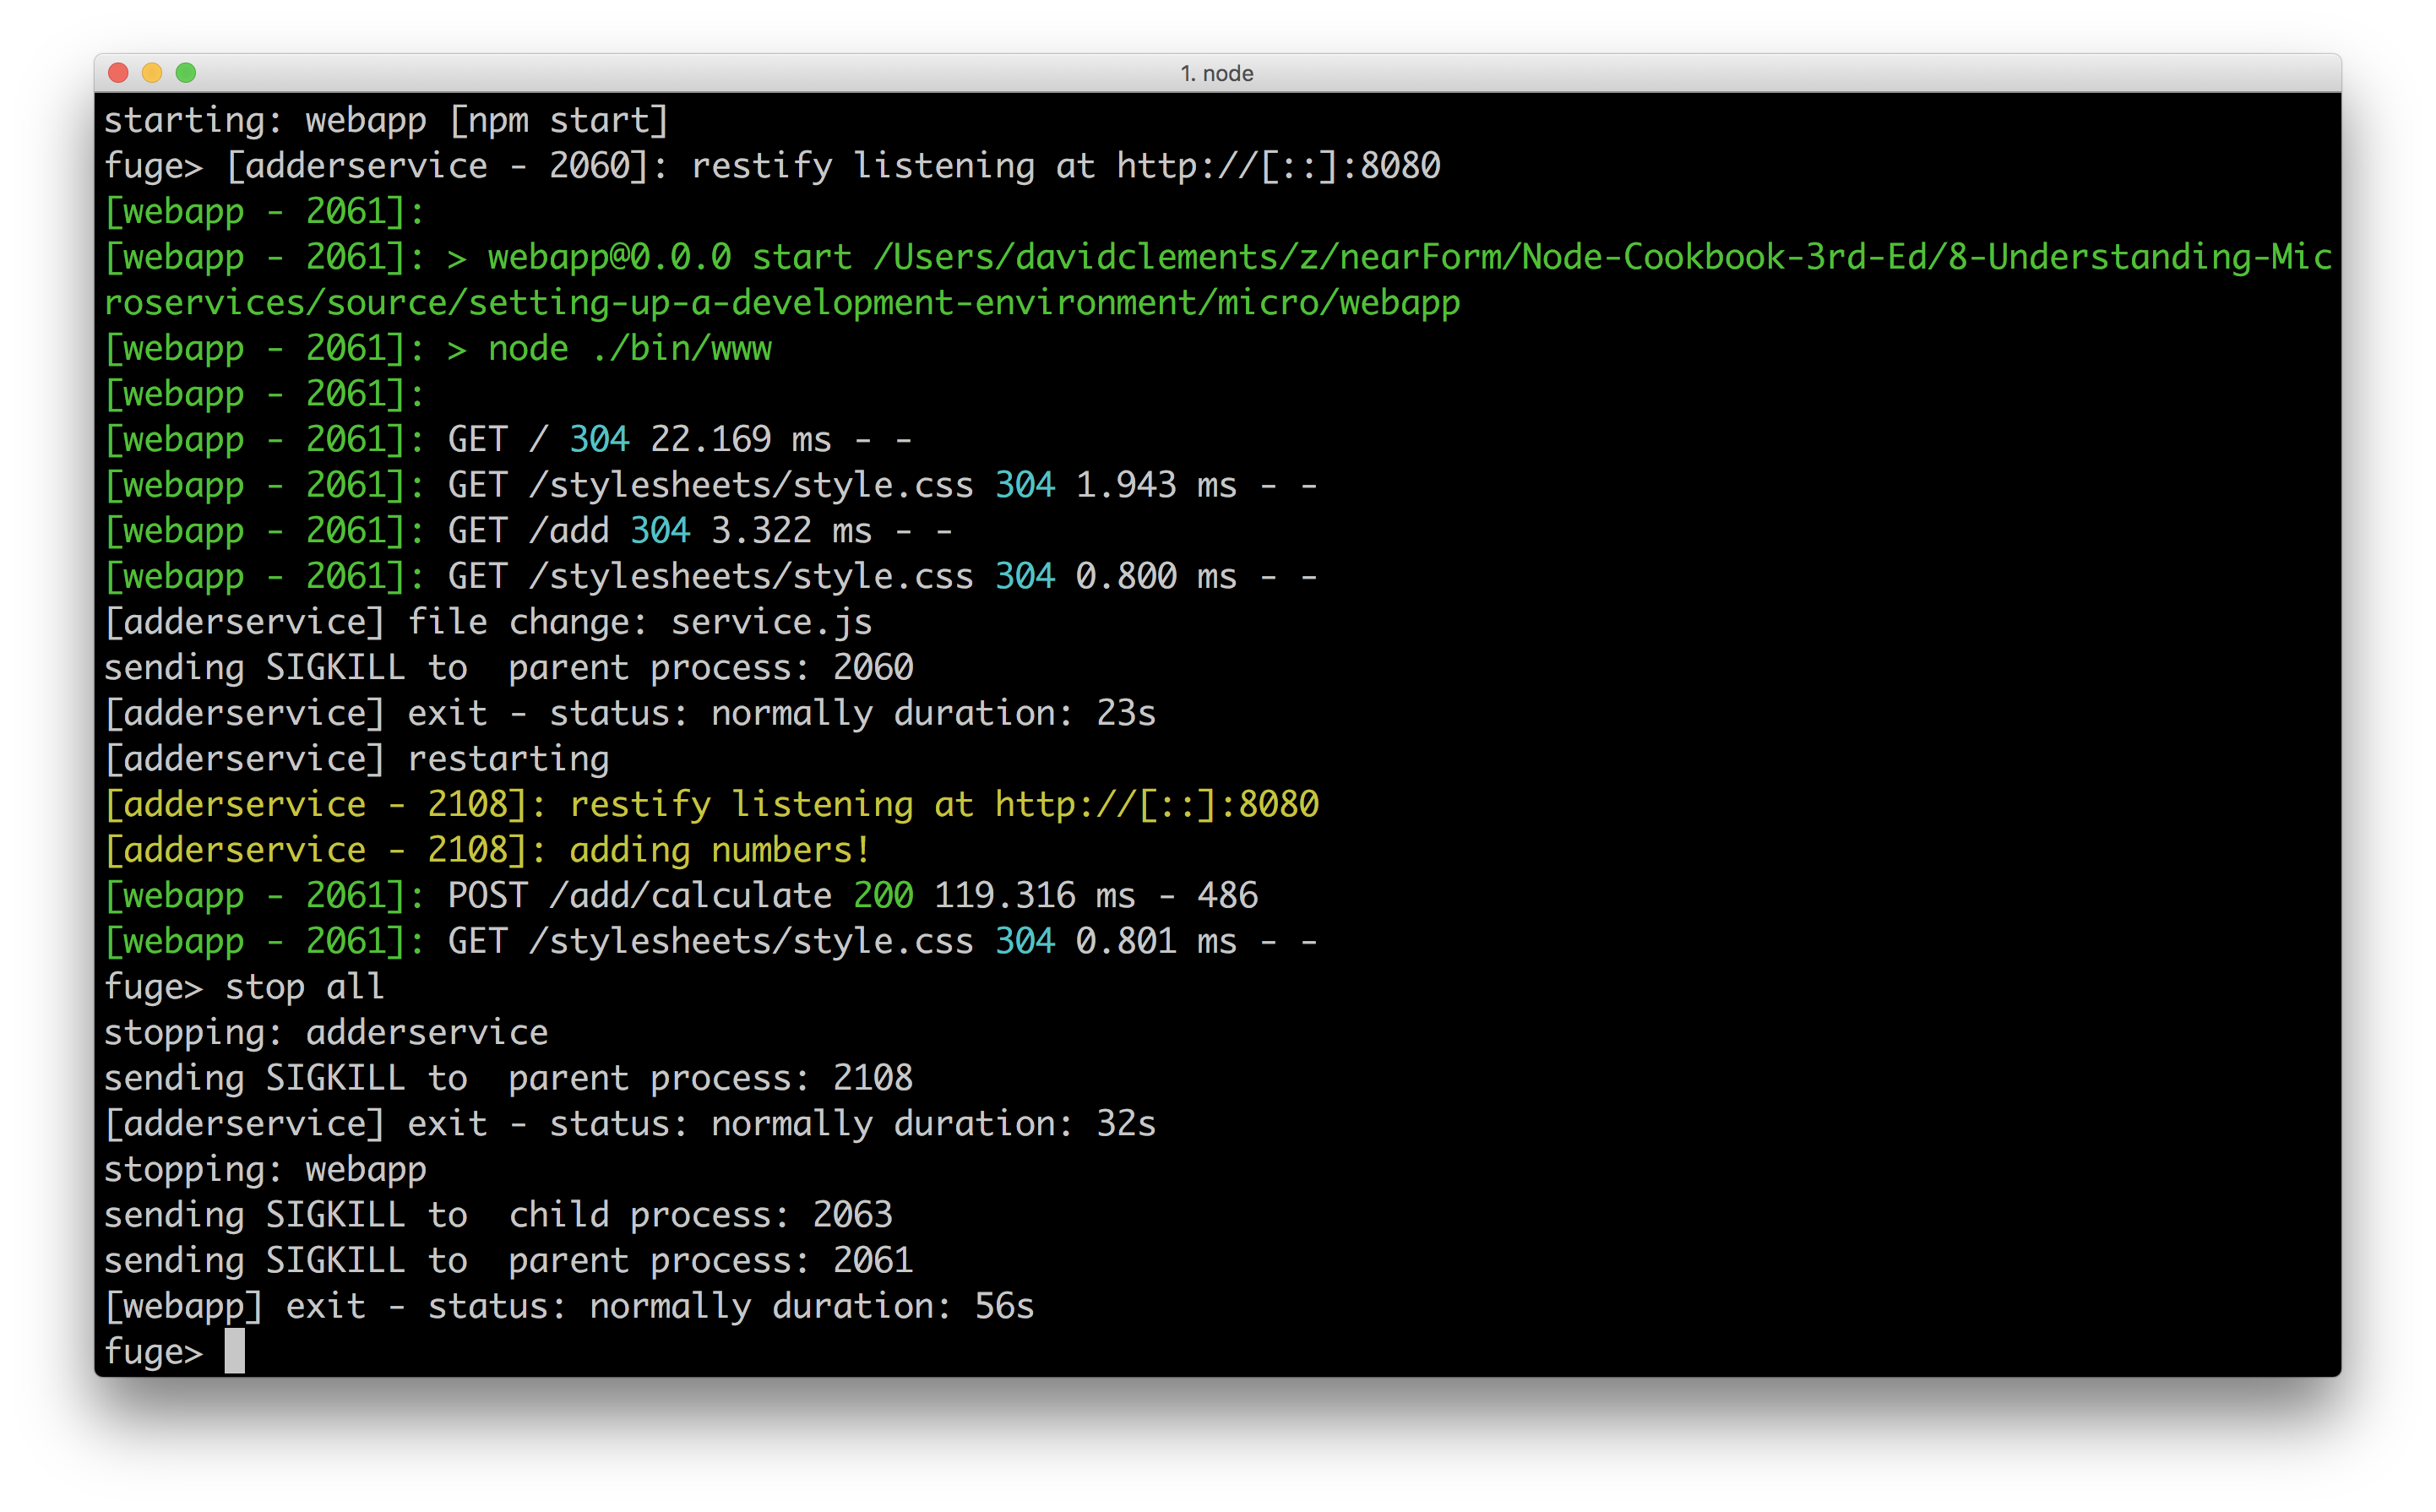 1. node
starting: webapp [npm start]
fuge> [adderservice - 2060]: restify listening at http://[::]:8080
[webapp - 2061]:
[webapp - 2061]: > webapp@0.0.0 start /Users/davidclements/z/nearForm/Node-Cookbook-3rd-Ed/8-Understanding-Mic
roservices/source/setting-up-a-development-environment/micro/webapp
[webapp - 2061]: > node ./bin/www
[webapp - 2061]:
[webapp - 2061]: GET / 304 22.169 ms - -
[webapp - 2061]: GET /stylesheets/style.css 304 1.943 ms - -
[webapp - 2061]: GET /add 304 3.322 ms - -
[webapp - 2061]: GET /stylesheets/style.css 304 0.800 ms - -
[adderservice] file change: service.js
sending SIGKILL to  parent process: 2060
[adderservice] exit - status: normally duration: 23s
[adderservice] restarting
[adderservice - 2108]: restify listening at http://[::]:8080
[adderservice - 2108]: adding numbers!
[webapp - 2061]: POST /add/calculate 200 119.316 ms - 486
[webapp - 2061]: GET /stylesheets/style.css 304 0.801 ms - -
fuge> stop all
stopping: adderservice
sending SIGKILL to  parent process: 2108
[adderservice] exit - status: normally duration: 32s
stopping: webapp
sending SIGKILL to  child process: 2063
sending SIGKILL to  parent process: 2061
[webapp] exit - status: normally duration: 56s
fuge>